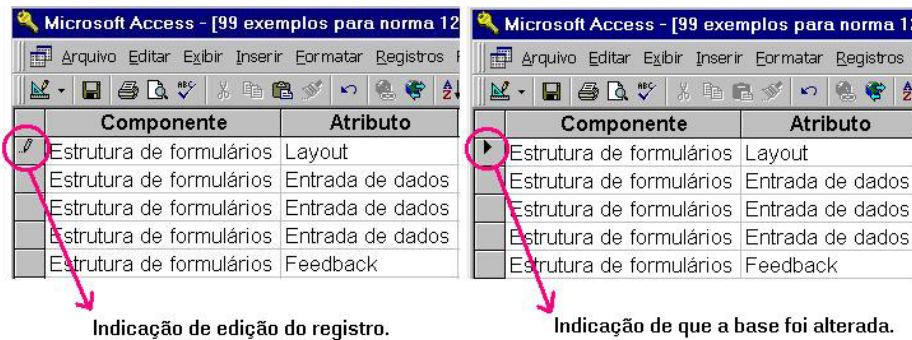 Microsoft Access - [99 exemplos para norma 12
Arquivo Editar Exibir Inserir Formatar Registros
Componente Atributo
Estrutura de formulários Layout
Estrutura de formulários Entrada de dados
Estrutura de formulários Entrada de dados
Estrutura de formulários Entrada de dados
Estrutura de formulários Feedback
Indicação de edição do registro.
Microsoft Access - [99 exemplos para norma 12
Arquivo Editar Exibir Inserir Formatar Registros
Componente Atributo
Estrutura de formulários Layout
Estrutura de formulários Entrada de dados
Estrutura de formulários Entrada de dados
Estrutura de formulários Entrada de dados
Estrutura de formulários Feedback
Indicação de que a base foi alterada.